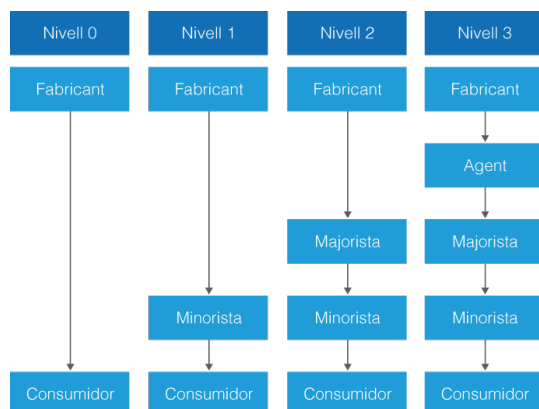 Nivell 0
Nivell 1
Nivell 2
Nivell 3
Fabricant
Fabricant
Fabricant
Fabricant
Agent
Majorista
Majorista
Minorista
Minorista
Minorista
Consumidor
Consumidor
Consumidor
Consumidor